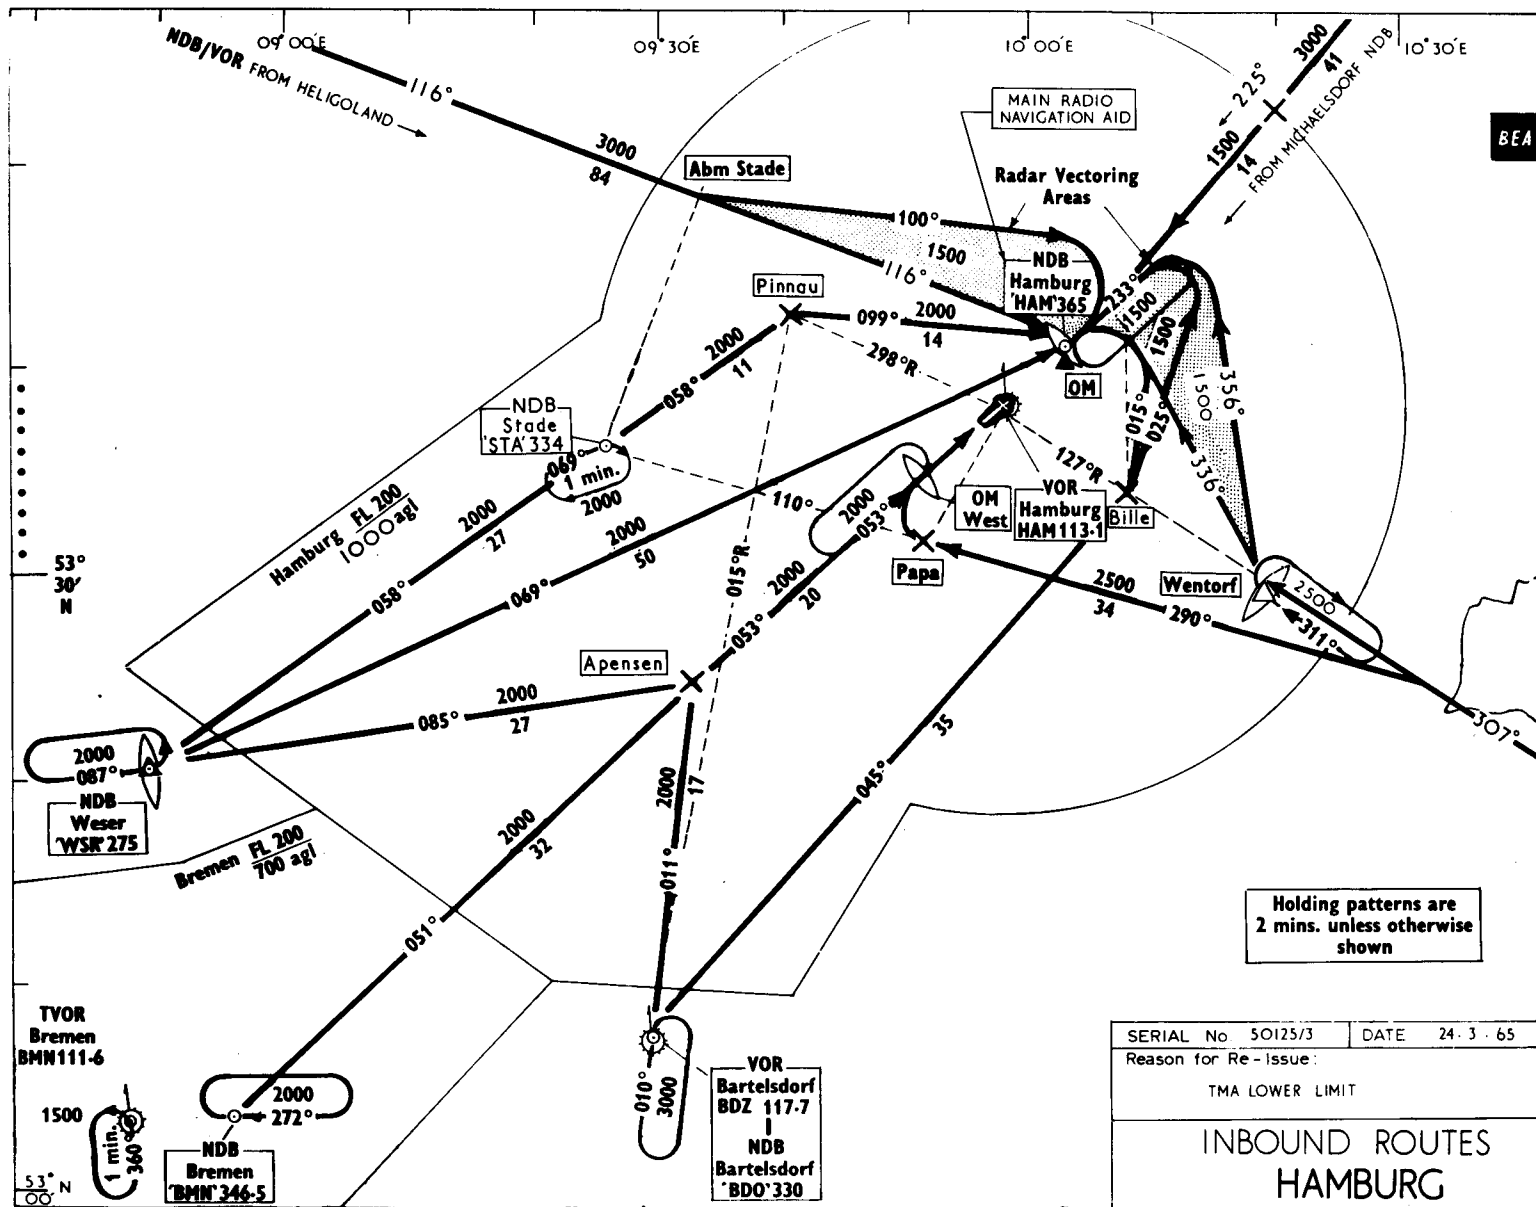 09°00'E
09°30'E
10°00'E
10°30'E
NDB/VOR FROM HELIGOLAND
116°
3000
84
Abm Stade
MAIN RADIO
NAVIGATION AID
225°
3000
41
1500
14
FROM MICHAELSDORF NDB
BEA
Radar Vectoring
Areas
100°
1500
116°
NDB
Hamburg
'HAM' 365
233°
1500
1500
Pinnau
099°
2000
14
298°R
2000
11
058°
OM
015°
025°
1500
356°
336°
NDB
Stade
'STA' 334
069°
1 min.
2000
110°
127°R
2000
053°
OM
West
VOR
Hamburg
HAM 113·1
Bille
Hamburg FL 200
1000 agl
2000
27
058°
2000
50
069°
53°
30'
N
015°R
Papa
2000
20
053°
2500
34
290°
Wentorf
2500
311°
307°
Apensen
2000
27
085°
35
045°
2000
087°
NDB
Weser
'WSR' 275
Bremen FL 200
700 agl
2000
32
051°
2000
17
011°
Holding patterns are
2 mins. unless otherwise
shown
TVOR
Bremen
BMN 111·6
1500
1 min.
360°
2000
272°
NDB
Bremen
'BMN' 346·5
010°
3000
VOR
Bartelsdorf
BDZ 117·7
NDB
Bartelsdorf
'BDO' 330
53°
00' N
SERIAL No 50125/3 DATE 24·3·65
Reason for Re-Issue:
TMA LOWER LIMIT
INBOUND ROUTES
HAMBURG